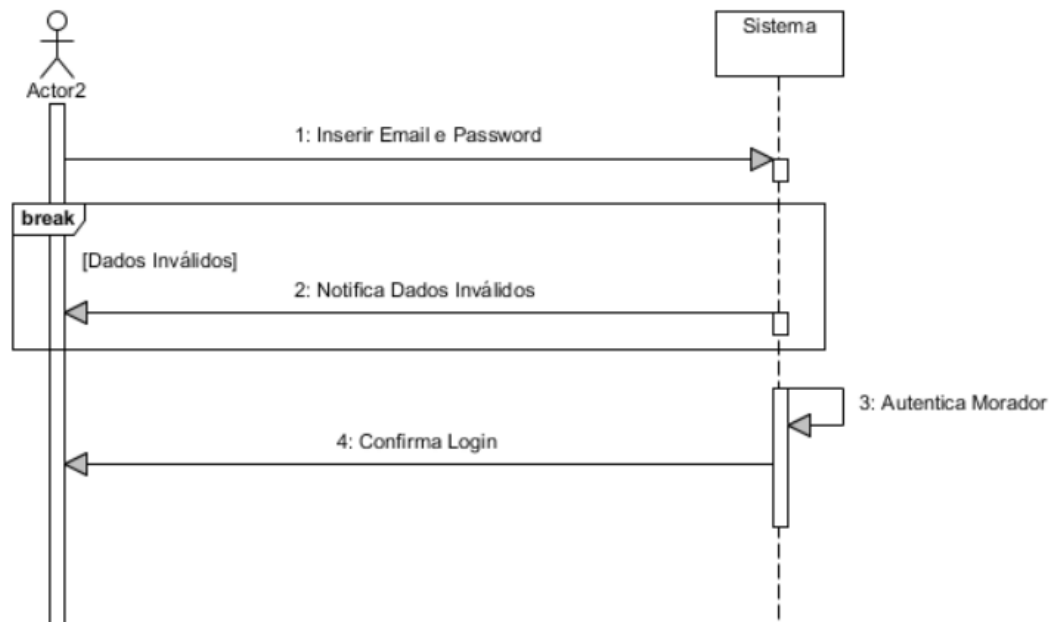 Sistema
Actor2
1: Inserir Email e Password
break
[Dados Inválidos]
2: Notifica Dados Inválidos
3: Autentica Morador
4: Confirma Login